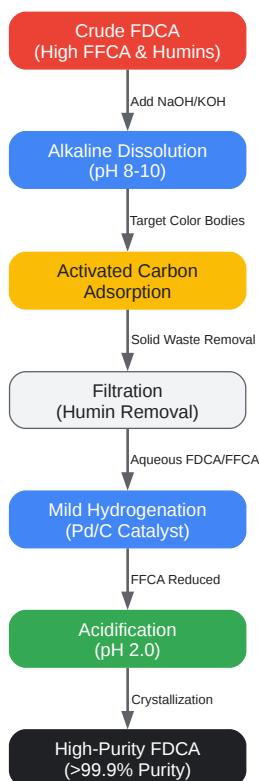 Crude FDCA
(High FFCA & Humins)
Add NaOH/KOH
Alkaline Dissolution
(pH 8-10)
Target Color Bodies
Activated Carbon
Adsorption
Solid Waste Removal
Filtration
(Humin Removal)
Aqueous FDCA/FFCA
Mild Hydrogenation
(Pd/C Catalyst)
FFCA Reduced
Acidification
(pH 2.0)
Crystallization
High-Purity FDCA
(>99.9% Purity)